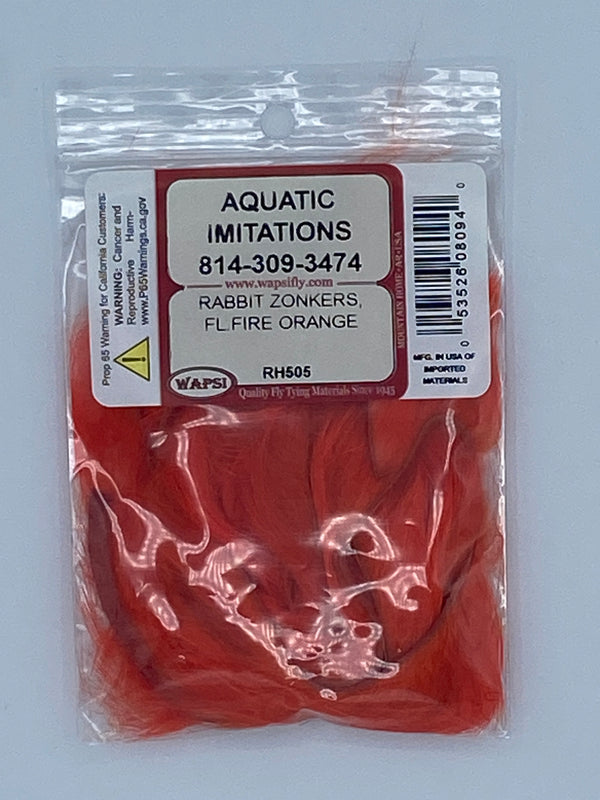 AQUATIC
IMITATIONS
814-309-3474
www.wapsifly.com
RABBIT ZONKERS,
FL.FIRE ORANGE
RH505
WAPSI
Quality Fly Tying Materials Since 1945
Prop 65 Warning for California Customers:
WARNING: Cancer and
Reproductive Harm-
www.P65Warnings.ca.gov
MOUNTAIN HOME · AR · USA
0 53526 08094 0
MFG. IN USA OF
IMPORTED
MATERIALS